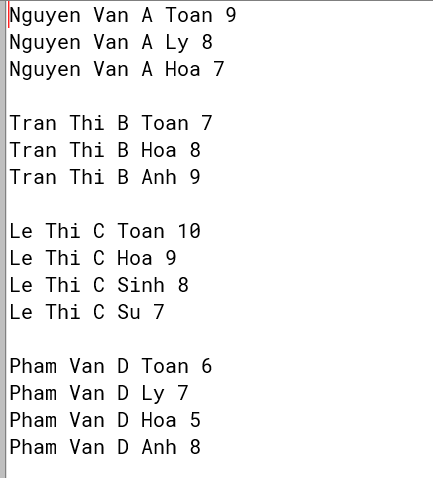 Nguyen Van A Toan 9
Nguyen Van A Ly 8
Nguyen Van A Hoa 7
Tran Thi B Toan 7
Tran Thi B Hoa 8
Tran Thi B Anh 9
Le Thi C Toan 10
Le Thi C Hoa 9
Le Thi C Sinh 8
Le Thi C Su 7
Pham Van D Toan 6
Pham Van D Ly 7
Pham Van D Hoa 5
Pham Van D Anh 8